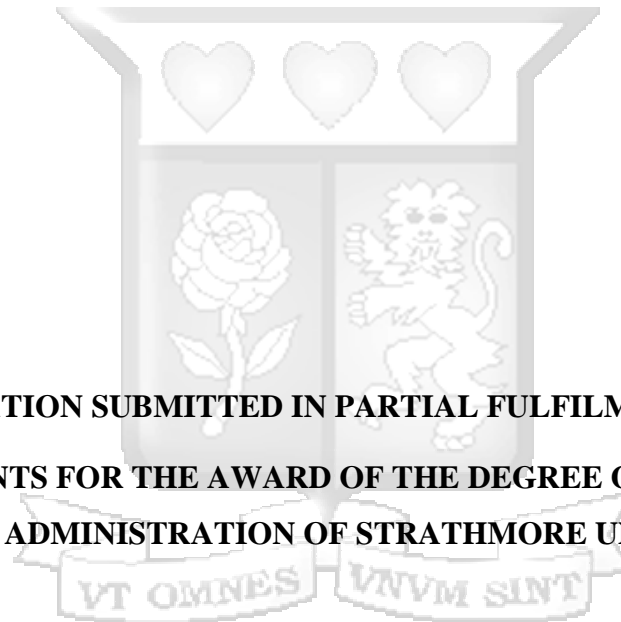 TION SUBMITTED IN PARTIAL FULFILM
NTS FOR THE AWARD OF THE DEGREE
ADMINISTRATION OF STRATHMORE U
VT OMNES VNVM SINT